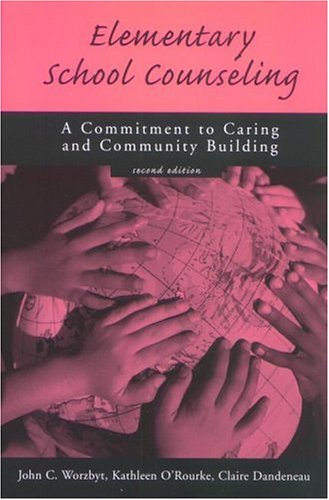 Elementary
School Counseling
A Commitment to Caring
and Community Building
second edition
John C. Worzbyt, Kathleen O'Rourke, Claire Dandeneau